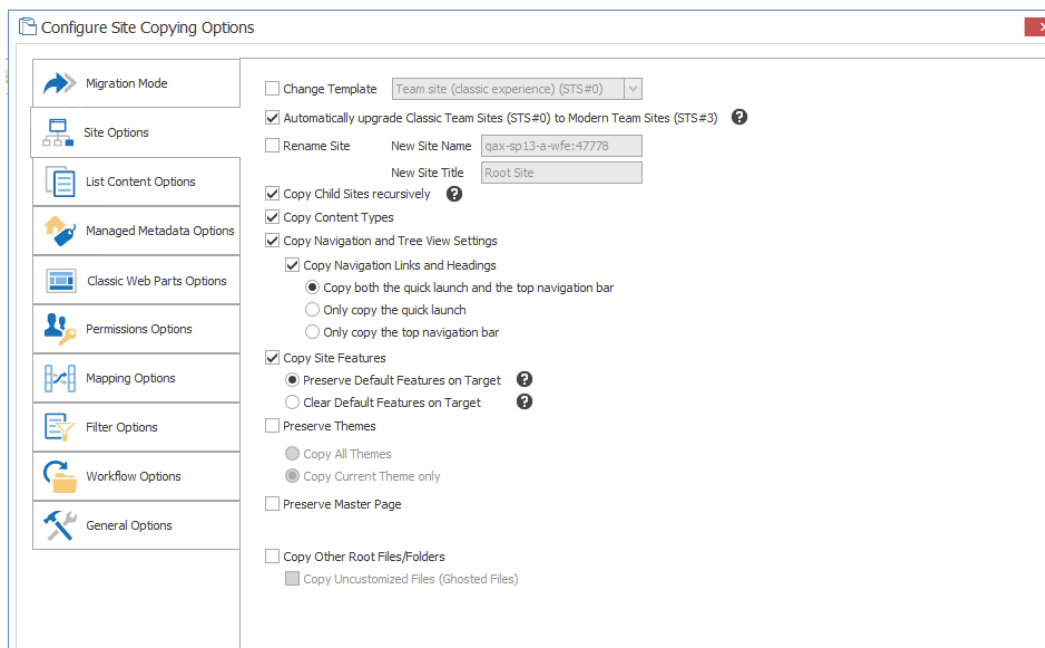 Configure Site Copying Options
Migration Mode
Site Options
List Content Options
Managed Metadata Options
Classic Web Parts Options
Permissions Options
Mapping Options
Filter Options
Workflow Options
General Options
Change Template Team site (classic experience) (STS#0)
Automatically upgrade Classic Team Sites (STS#0) to Modern Team Sites (STS#3) ?
Rename Site New Site Name qax-sp13-a-wfe:47778
New Site Title Root Site
Copy Child Sites recursively ?
Copy Content Types
Copy Navigation and Tree View Settings
Copy Navigation Links and Headings
Copy both the quick launch and the top navigation bar
Only copy the quick launch
Only copy the top navigation bar
Copy Site Features
Preserve Default Features on Target ?
Clear Default Features on Target ?
Preserve Themes
Copy All Themes
Copy Current Theme only
Preserve Master Page
Copy Other Root Files/Folders
Copy Uncustomized Files (Ghosted Files)